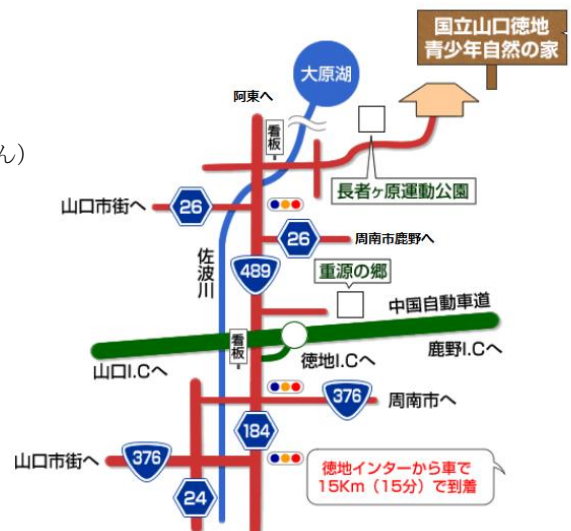 国立山口徳地
青少年自然の家
大原湖
阿東へ
看板
ん）
長者ヶ原運動公園
山口市街へ
26
26
周南市鹿野へ
佐波川
489
重源の郷
中国自動車道
看板
徳地I.Cへ
鹿野I.Cへ
山口I.Cへ
376
周南市へ
184
山口市街へ
376
徳地インターから車で
15Km（15分）で到着
24